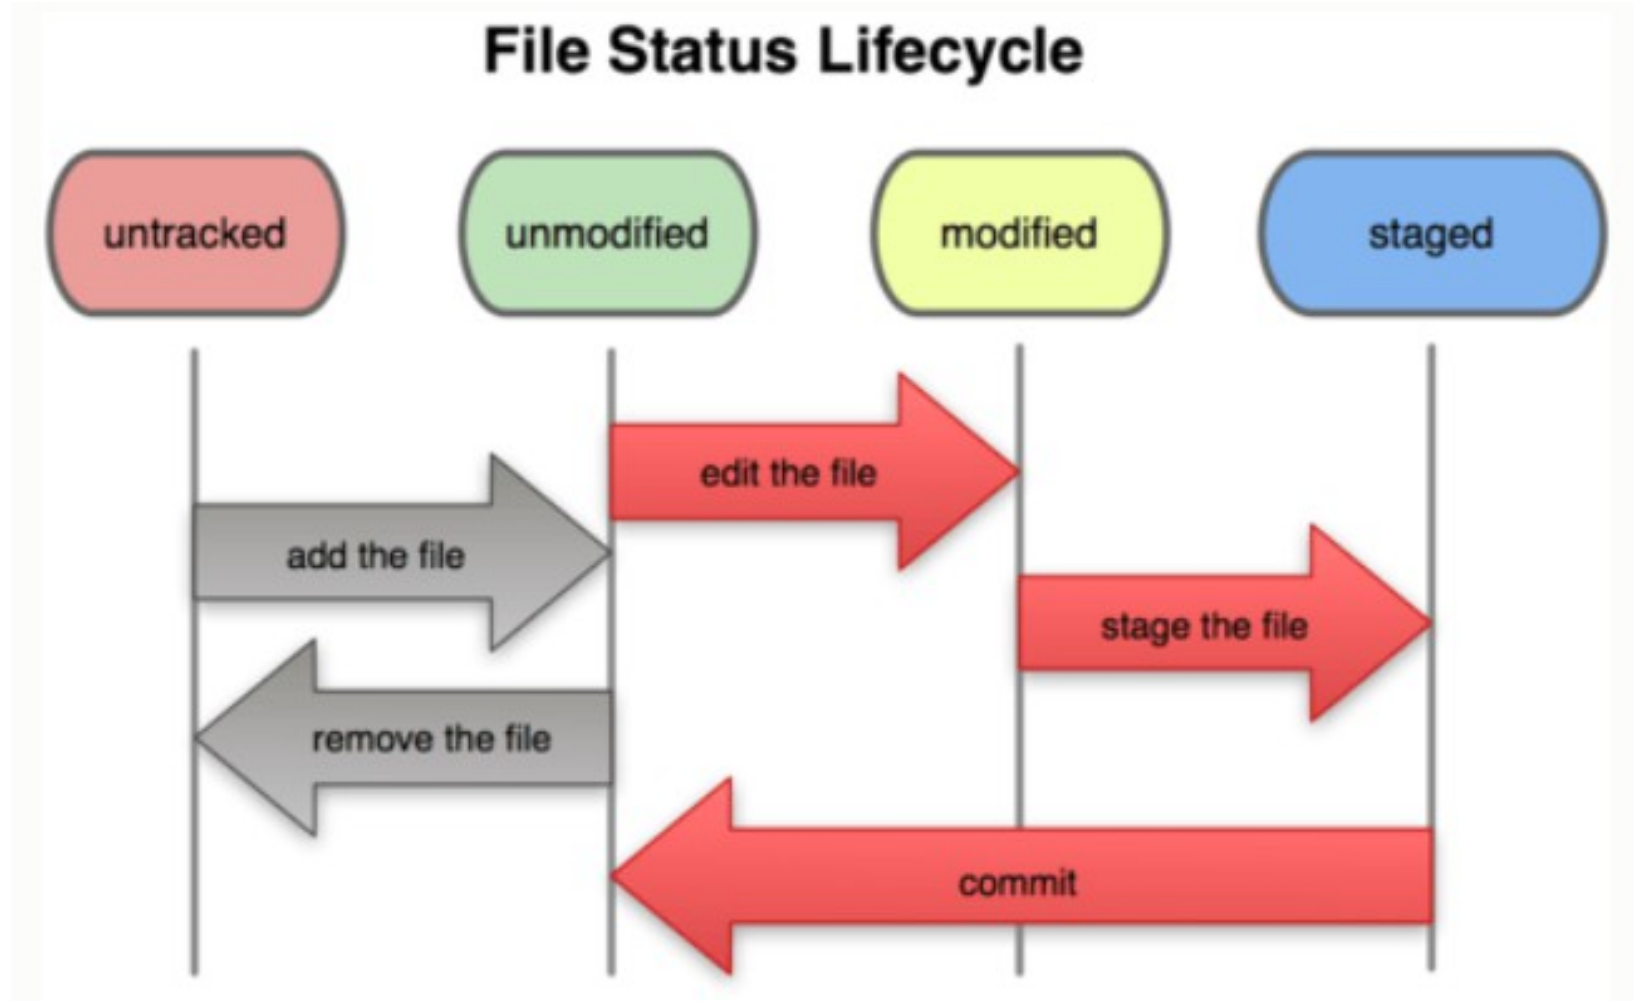 File Status Lifecycle
untracked
unmodified
modified
staged
edit the file
add the file
stage the file
remove the file
commit